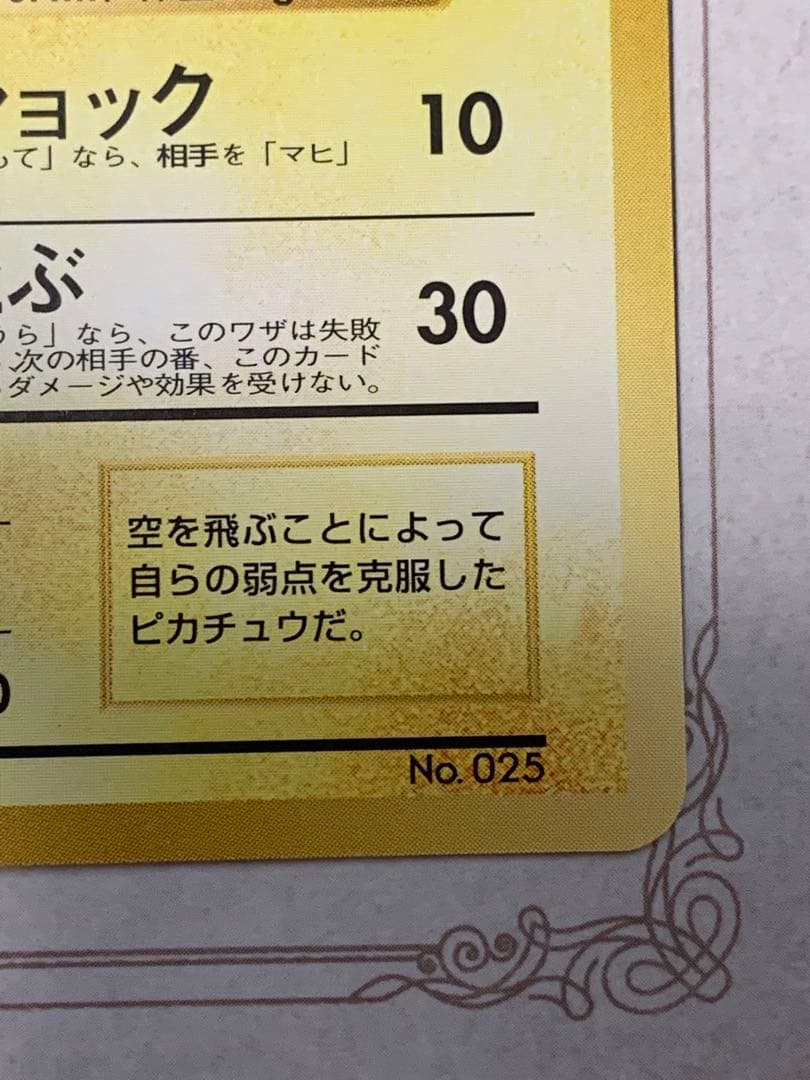 ョック 10
て」なら、相手を「マヒ」
ぶ 30
ら」なら、このワザは失敗
、次の相手の番、このカード
ダメージや効果を受けない。
空を飛ぶことによって
自らの弱点を克服した
ピカチュウだ。
0
No. 025